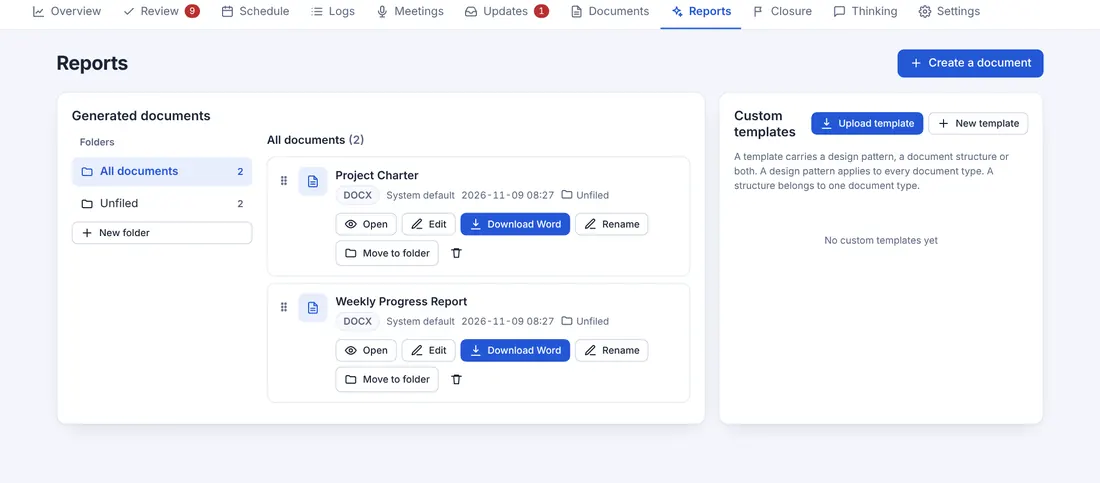 Overview Review 9 Schedule Logs Meetings Updates 1 Documents Reports Closure Thinking Settings
Reports
+ Create a document
Generated documents
Folders
All documents 2
Unfiled 2
+ New folder
All documents (2)
Project Charter
DOCX System default 2026-11-09 08:27 Unfiled
Open Edit Download Word Rename
Move to folder
Weekly Progress Report
DOCX System default 2026-11-09 08:27 Unfiled
Open Edit Download Word Rename
Move to folder
Custom
templates
Upload template + New template
A template carries a design pattern, a document structure or
both. A design pattern applies to every document type. A
structure belongs to one document type.
No custom templates yet